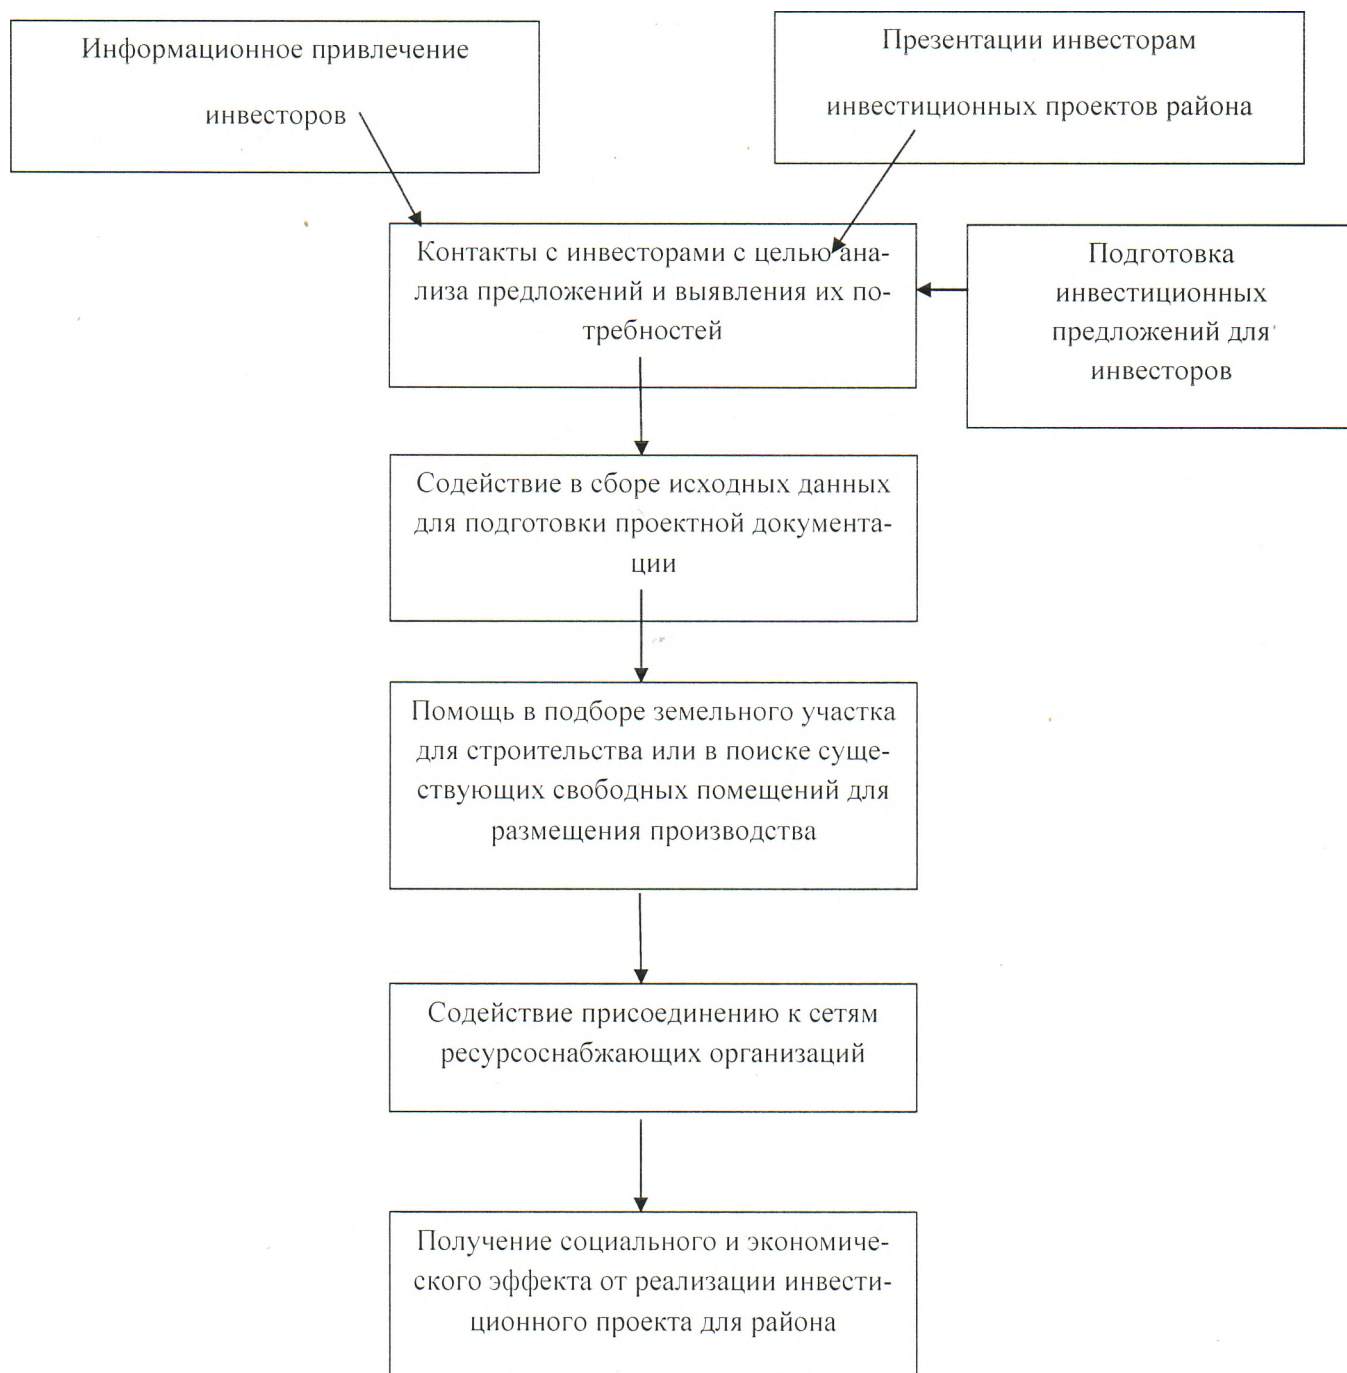 Информационное привлечение
инвесторов
Презентации инвесторам
инвестиционных проектов района
Контакты с инвесторами с целью ана-
лиза предложений и выявления их по-
требностей
Подготовка
инвестиционных
предложений для
инвесторов
Содействие в сборе исходных данных
для подготовки проектной документа-
ции
Помощь в подборе земельного участка
для строительства или в поиске суще-
ствующих свободных помещений для
размещения производства
Содействие присоединению к сетям
ресурсоснабжающих организаций
Получение социального и экономиче-
ского эффекта от реализации инвести-
ционного проекта для района